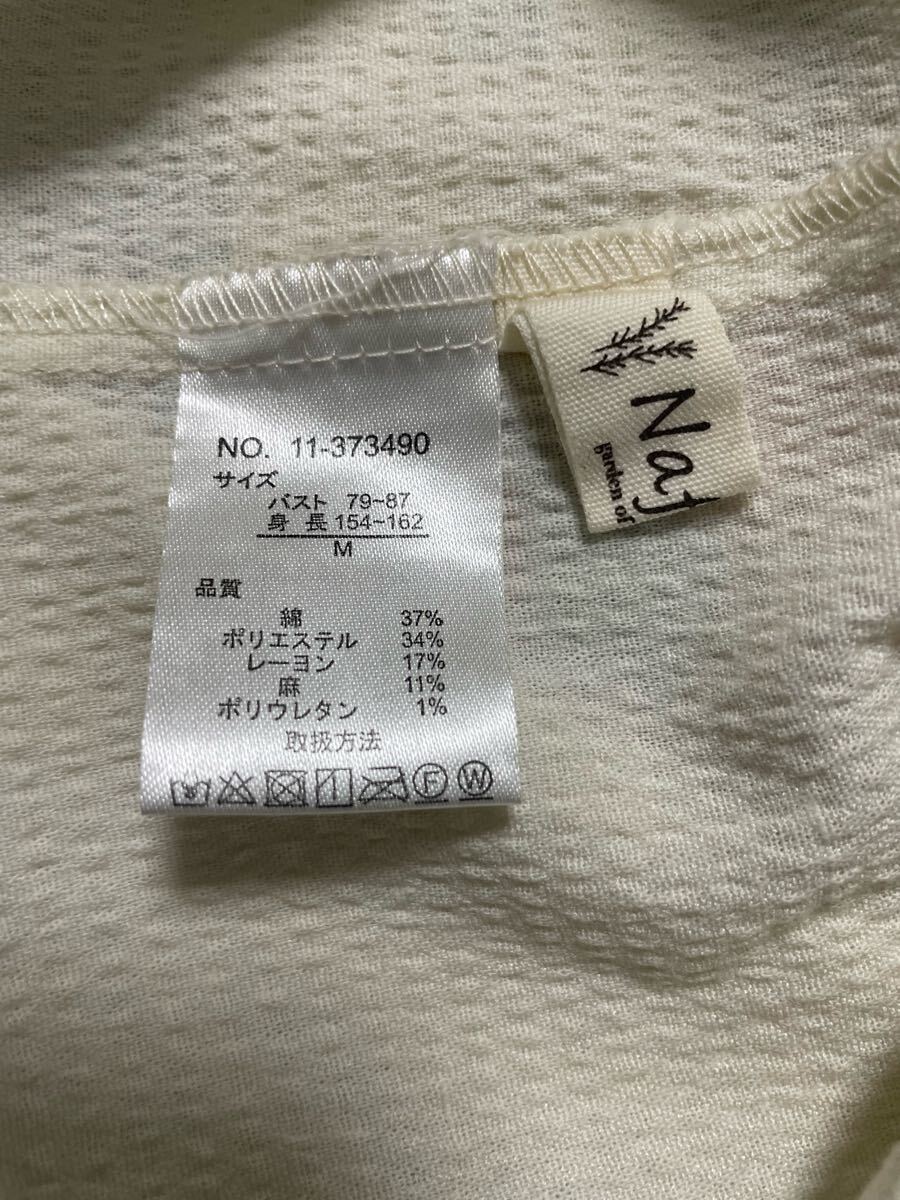 NO. 11-373490
サイズ
バスト 79~87
身 長 154~162
M
品質
綿 37%
ポリエステル 34%
レーヨン 17%
麻 11%
ポリウレタン 1%
取扱方法
F W
garden of